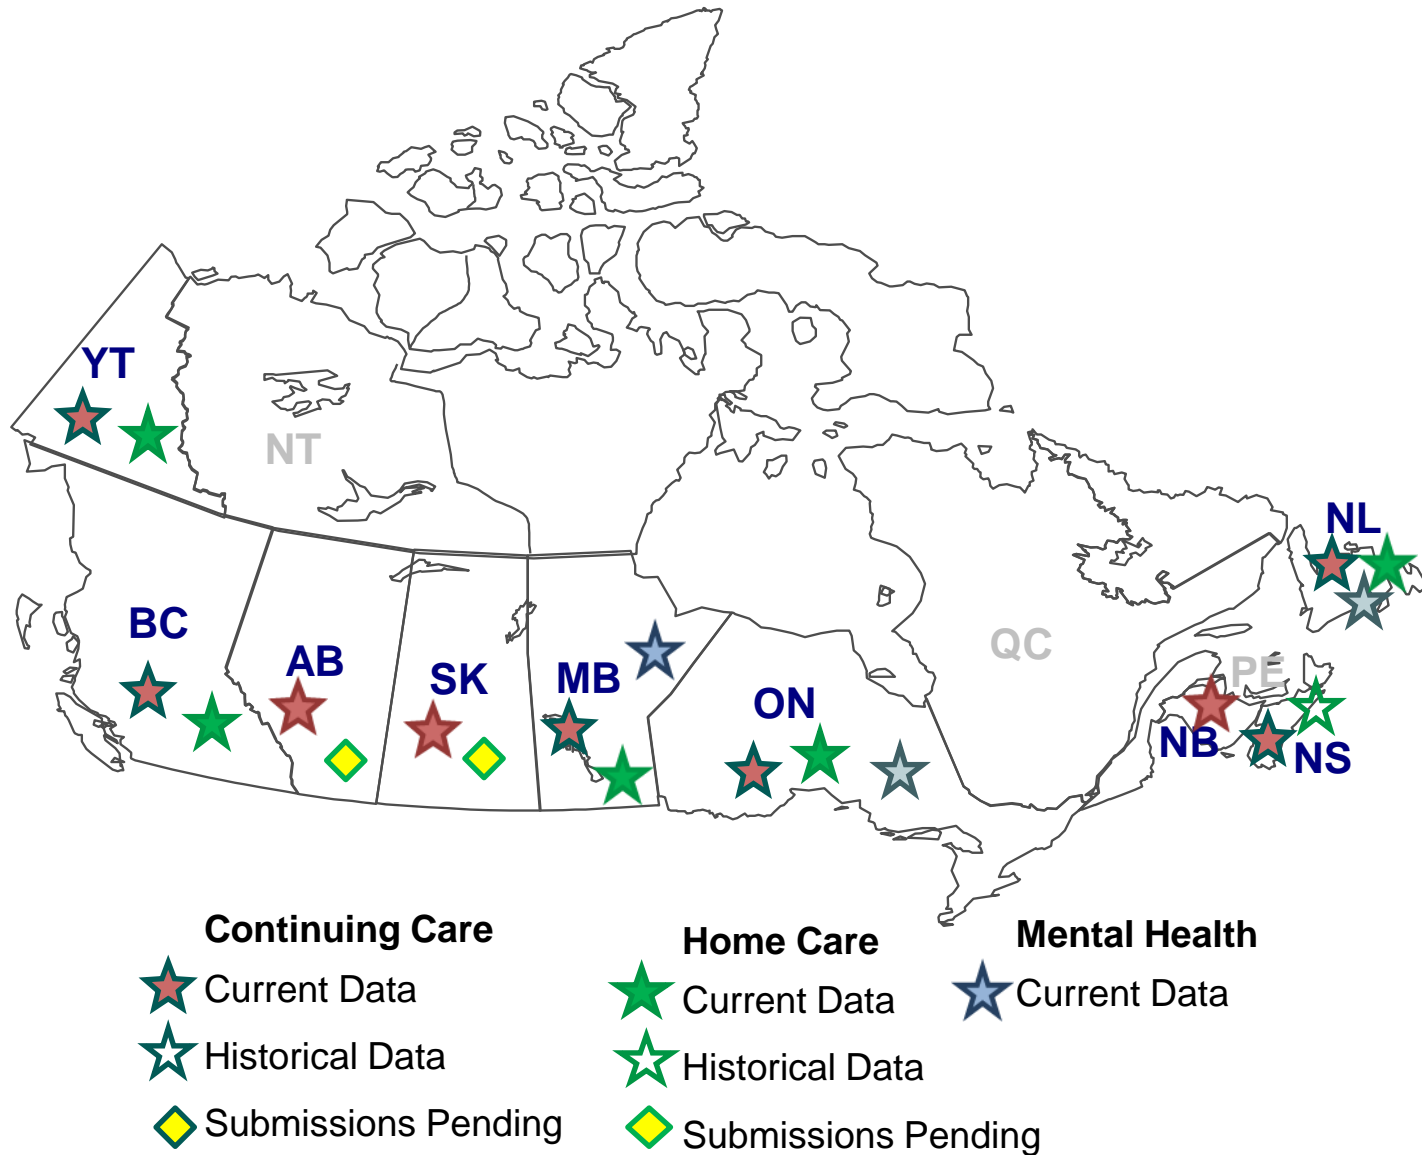 YT
NT
NL
BC
AB
SK
MB
ON
QC
PE
NB
NS
Continuing Care
Current Data
Historical Data
Submissions Pending
Home Care
Current Data
Historical Data
Submissions Pending
Mental Health
Current Data